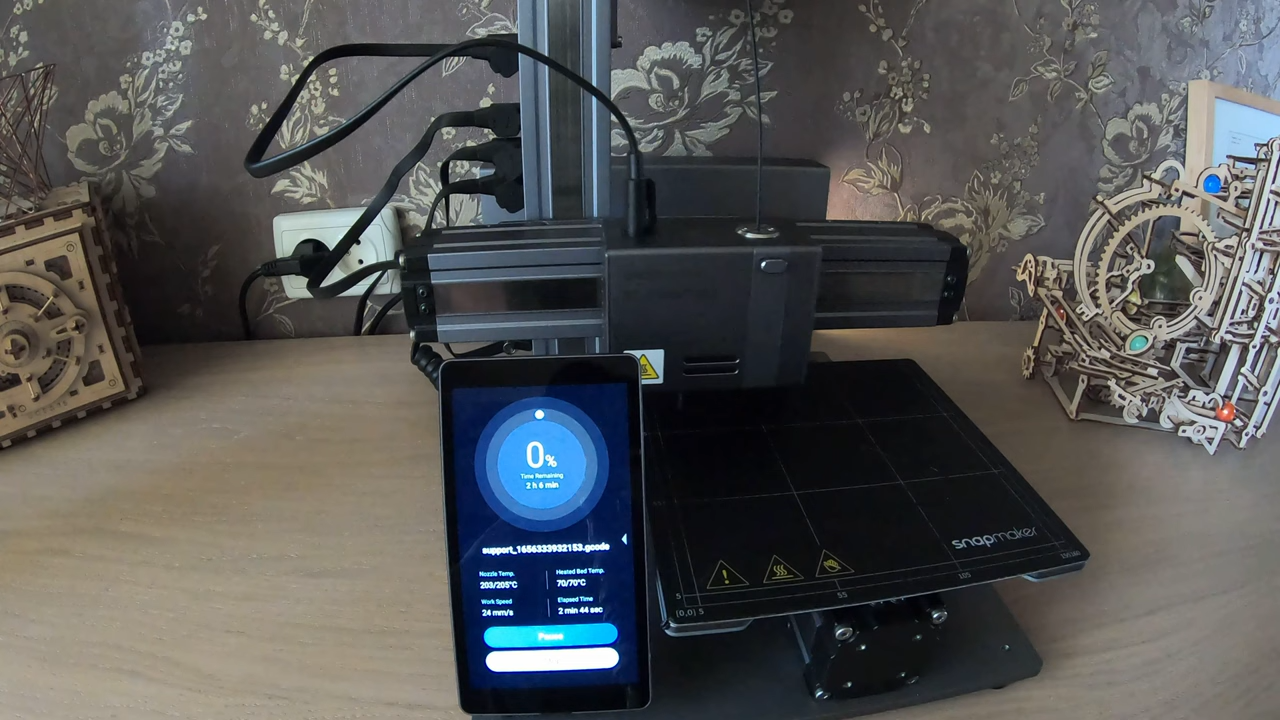 0%
Time Remaining
2 h 6 min
support_1656333932153.gcode
Nozzle Temp.
Heated Bed Temp.
203/205°C
70/70°C
Work Speed
Elapsed Time
24 mm/s
2 min 44 sec
Pause
snapmaker
5
55
105
(0,0) 5